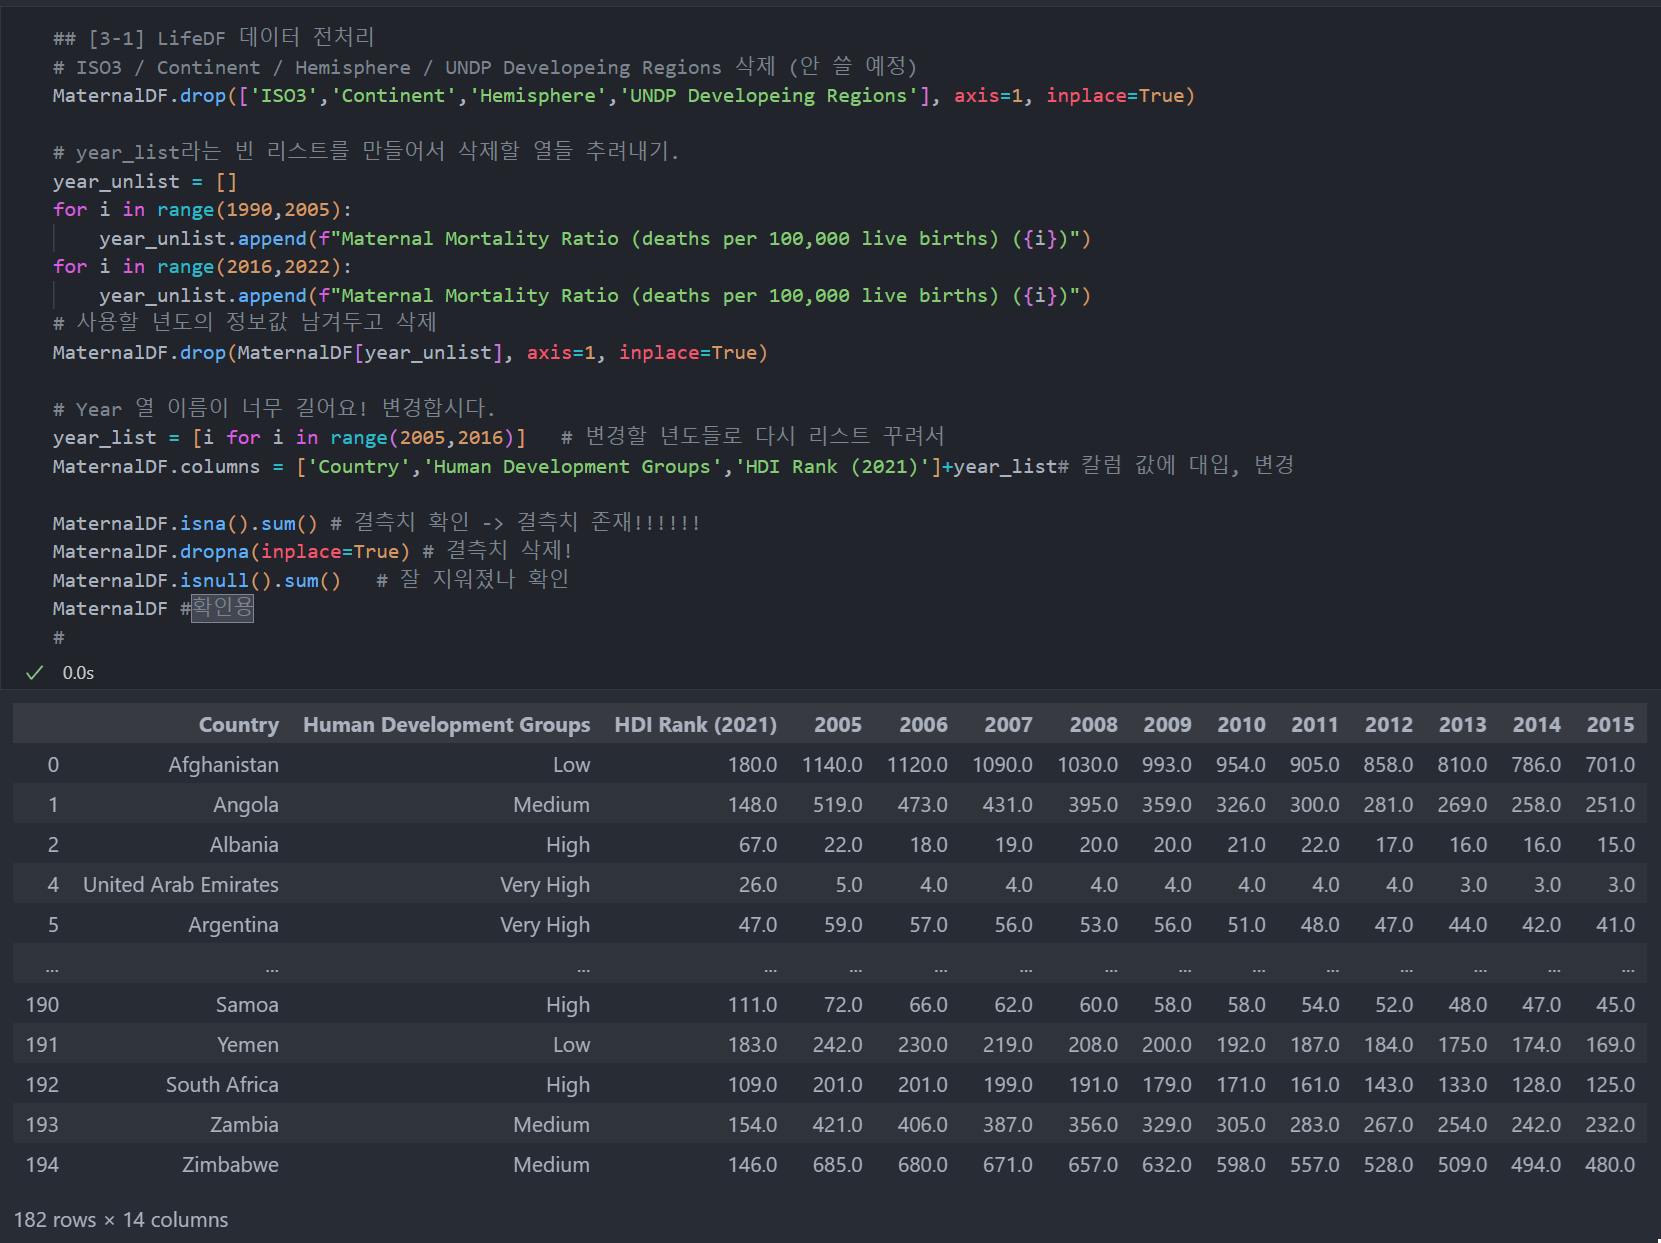 ## [3-1] LifeDF 데이터 전처리
# ISO3 / Continent / Hemisphere / UNDP Developeing Regions 삭제 (안 쓸 예정)
MaternalDF.drop(['ISO3','Continent','Hemisphere','UNDP Developeing Regions'], axis=1, inplace=True)
# year_list라는 빈 리스트를 만들어서 삭제할 열들 추려내기.
year_unlist = []
for i in range(1990,2005):
year_unlist.append(f"Maternal Mortality Ratio (deaths per 100,000 live births) ({i})")
for i in range(2016,2022):
year_unlist.append(f"Maternal Mortality Ratio (deaths per 100,000 live births) ({i})")
# 사용할 년도의 정보값 남겨두고 삭제
MaternalDF.drop(MaternalDF[year_unlist], axis=1, inplace=True)
# Year 열 이름이 너무 길어요! 변경합시다.
year_list = [i for i in range(2005,2016)] # 변경할 년도들로 다시 리스트 꾸려서
MaternalDF.columns = ['Country','Human Development Groups','HDI Rank (2021)']+year_list# 칼럼 값에 대입, 변경
MaternalDF.isna().sum() # 결측치 확인 -> 결측치 존재!!!!!!
MaternalDF.dropna(inplace=True) # 결측치 삭제!
MaternalDF.isnull().sum() # 잘 지워졌나 확인
MaternalDF #확인용
#
✓ 0.0s
Country Human Development Groups HDI Rank (2021) 2005 2006 2007 2008 2009 2010 2011 2012 2013 2014 2015
0 Afghanistan Low 180.0 1140.0 1120.0 1090.0 1030.0 993.0 954.0 905.0 858.0 810.0 786.0 701.0
1 Angola Medium 148.0 519.0 473.0 431.0 395.0 359.0 326.0 300.0 281.0 269.0 258.0 251.0
2 Albania High 67.0 22.0 18.0 19.0 20.0 20.0 21.0 22.0 17.0 16.0 16.0 15.0
4 United Arab Emirates Very High 26.0 5.0 4.0 4.0 4.0 4.0 4.0 4.0 4.0 3.0 3.0 3.0
5 Argentina Very High 47.0 59.0 57.0 56.0 53.0 56.0 51.0 48.0 47.0 44.0 42.0 41.0
... ... ... ... ... ... ... ... ... ... ... ... ... ... ...
190 Samoa High 111.0 72.0 66.0 62.0 60.0 58.0 58.0 54.0 52.0 48.0 47.0 45.0
191 Yemen Low 183.0 242.0 230.0 219.0 208.0 200.0 192.0 187.0 184.0 175.0 174.0 169.0
192 South Africa High 109.0 201.0 201.0 199.0 191.0 179.0 171.0 161.0 143.0 133.0 128.0 125.0
193 Zambia Medium 154.0 421.0 406.0 387.0 356.0 329.0 305.0 283.0 267.0 254.0 242.0 232.0
194 Zimbabwe Medium 146.0 685.0 680.0 671.0 657.0 632.0 598.0 557.0 528.0 509.0 494.0 480.0
182 rows × 14 columns